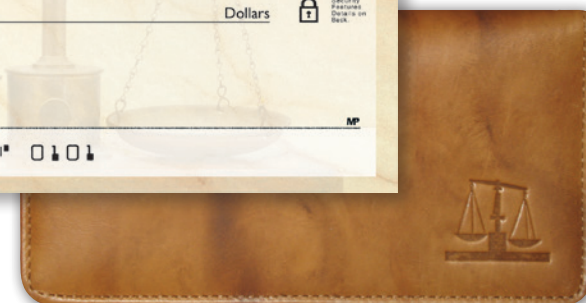 Dollars
Security
Features
Details on
Back.
MP
0101